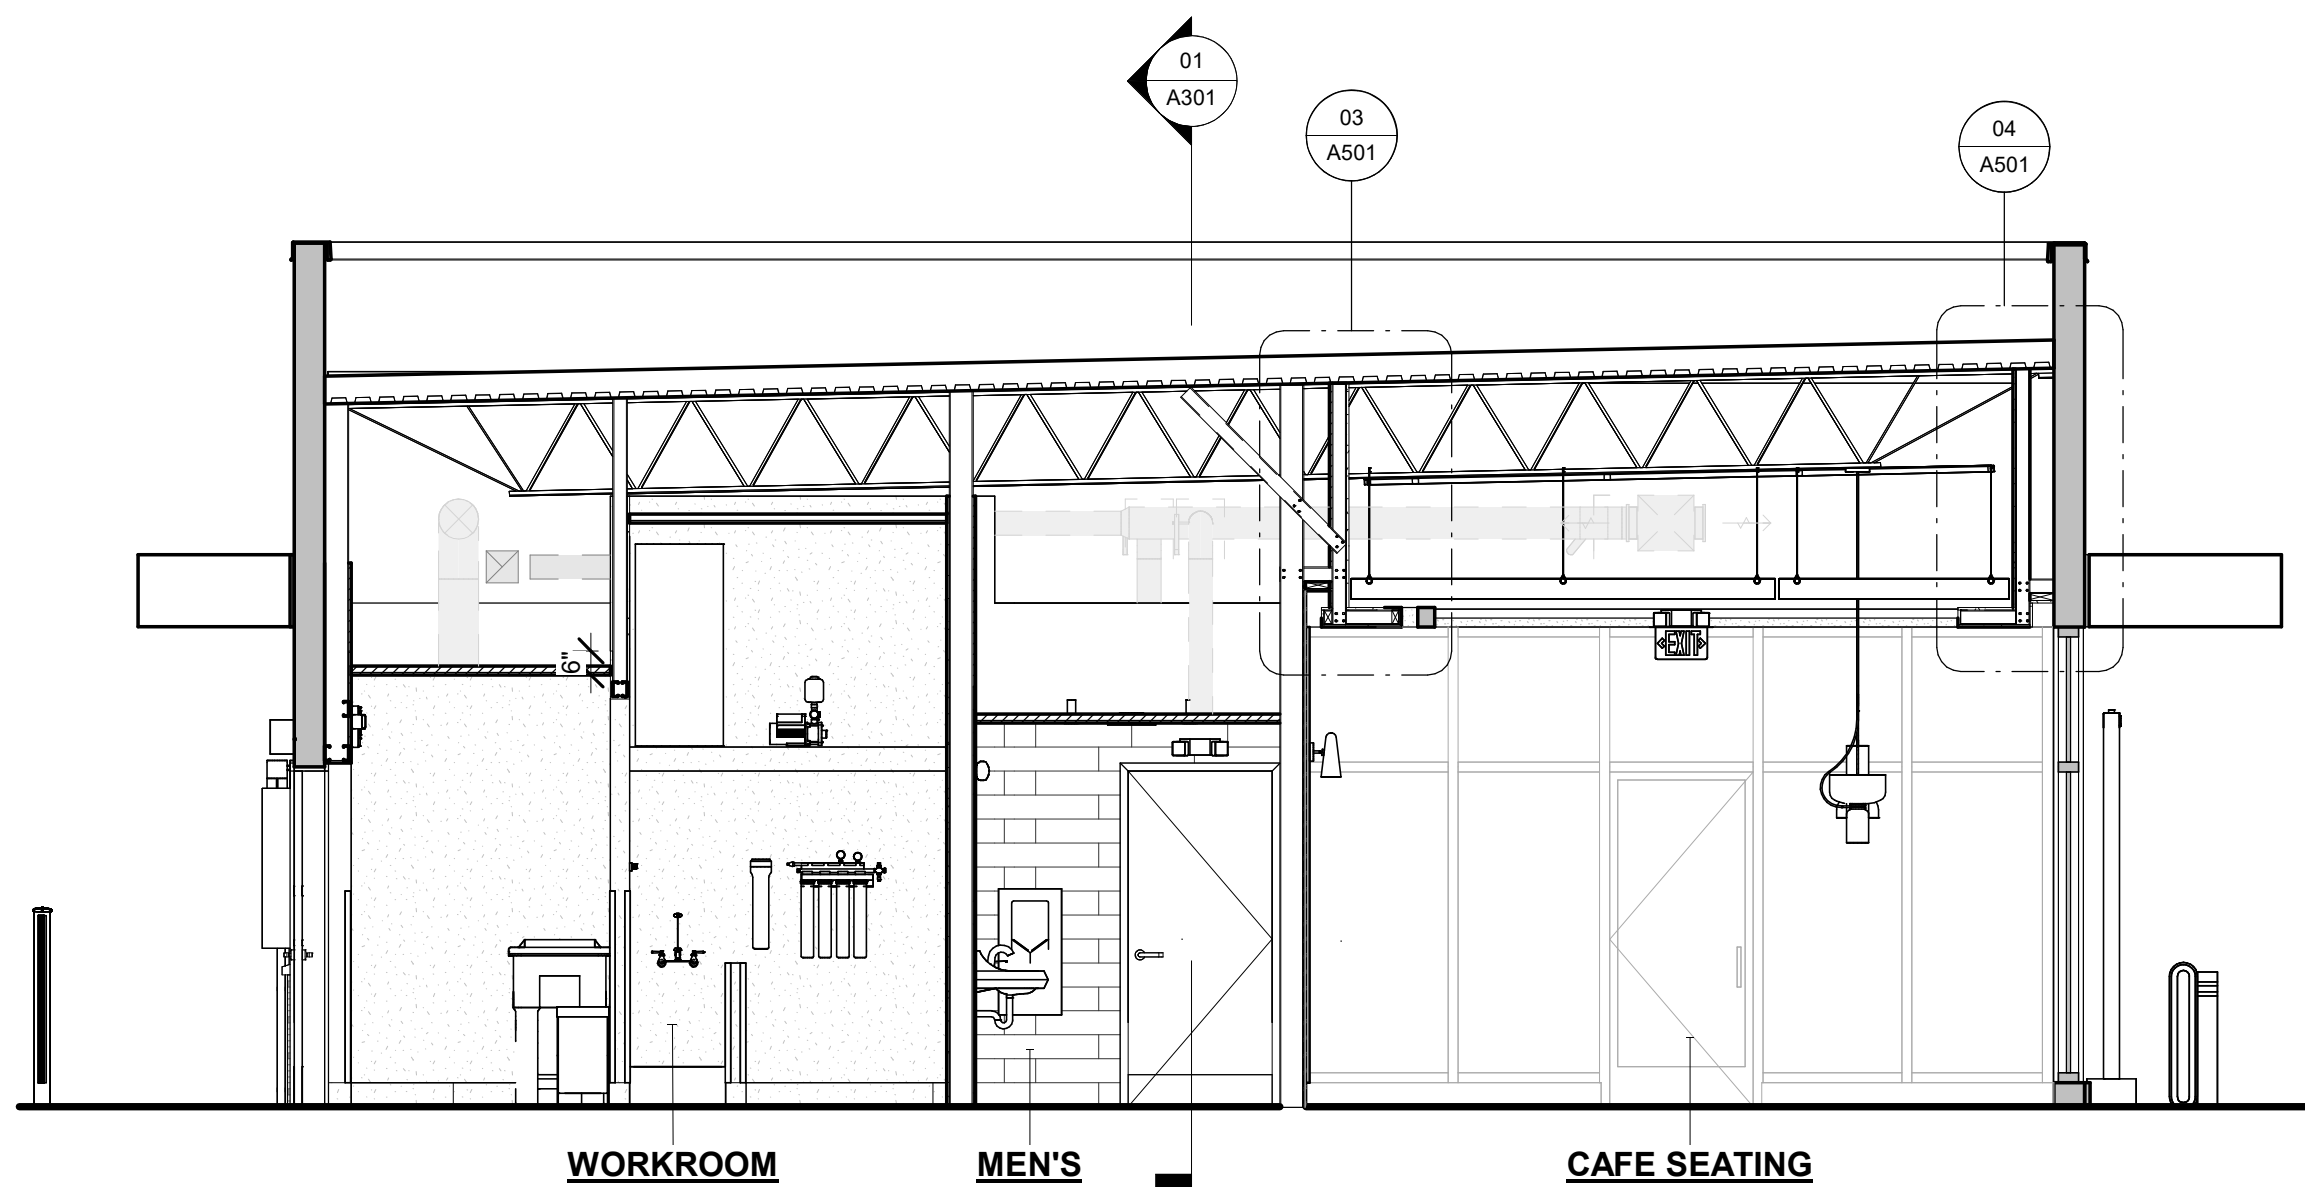 01
A301
03
A501
04
A501
6"
EXIT
WORKROOM
MEN'S
CAFE SEATING